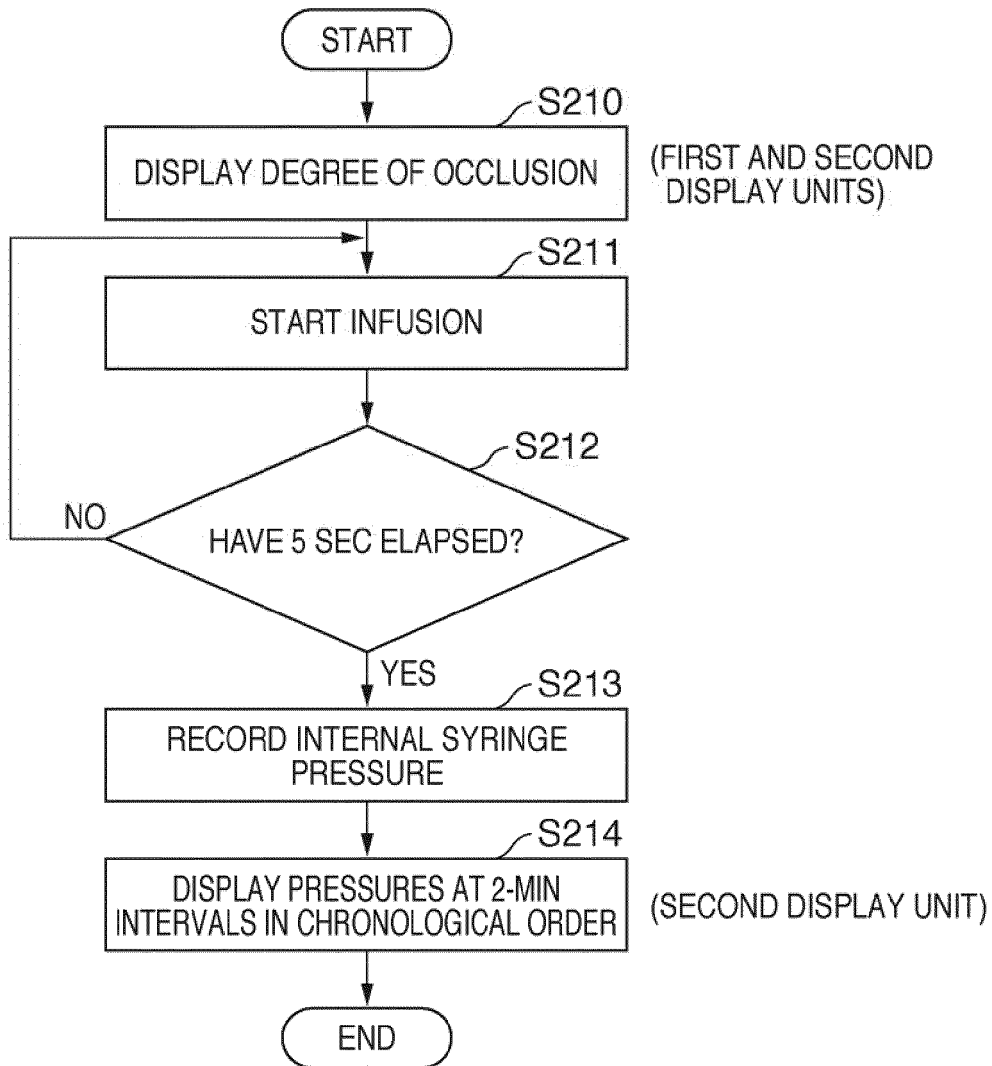 START
S210
DISPLAY DEGREE OF OCCLUSION
(FIRST AND SECOND
DISPLAY UNITS)
S211
START INFUSION
S212
HAVE 5 SEC ELAPSED?
NO
YES
S213
RECORD INTERNAL SYRINGE
PRESSURE
S214
DISPLAY PRESSURES AT 2-MIN
INTERVALS IN CHRONOLOGICAL ORDER
(SECOND DISPLAY UNIT)
END